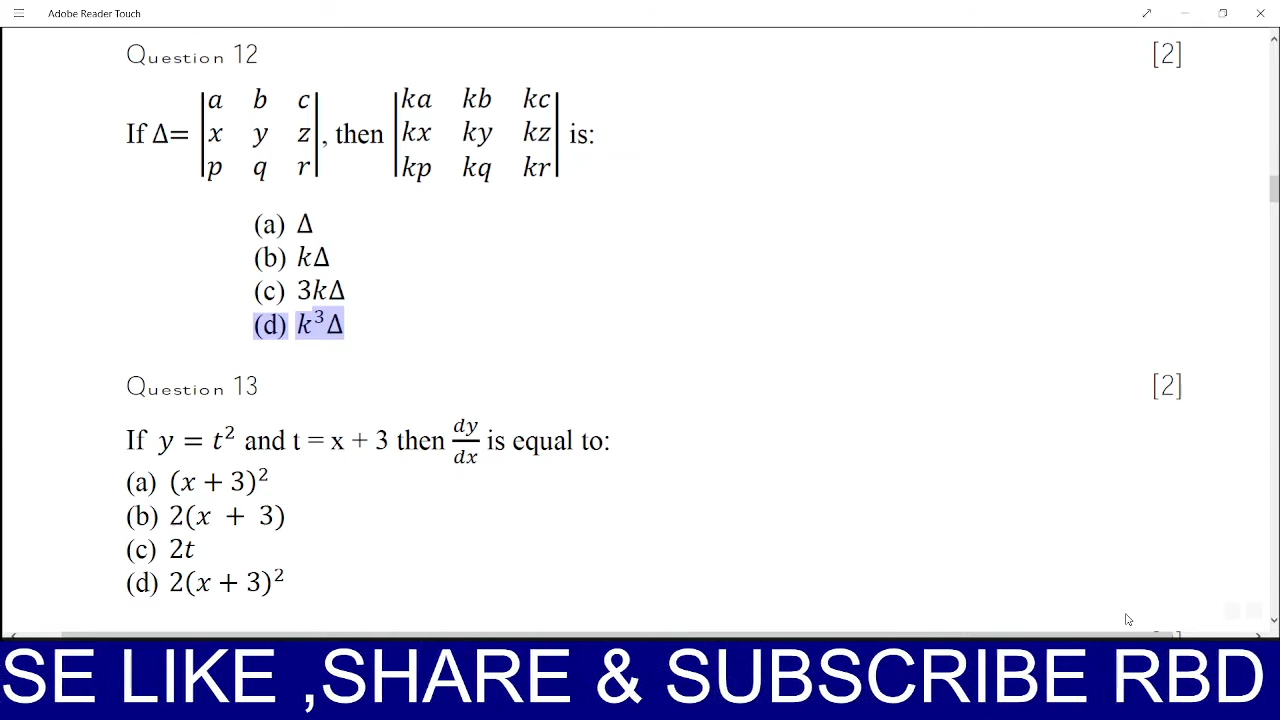 Adobe Reader Touch
Question 12 [2]
If Δ= |a b c; x y z; p q r|, then |ka kb kc; kx ky kz; kp kq kr| is:
(a) Δ
(b) kΔ
(c) 3kΔ
(d) k³Δ
Question 13 [2]
If y = t² and t = x + 3 then dy/dx is equal to:
(a) (x + 3)²
(b) 2(x + 3)
(c) 2t
(d) 2(x + 3)²
SE LIKE ,SHARE & SUBSCRIBE RBD